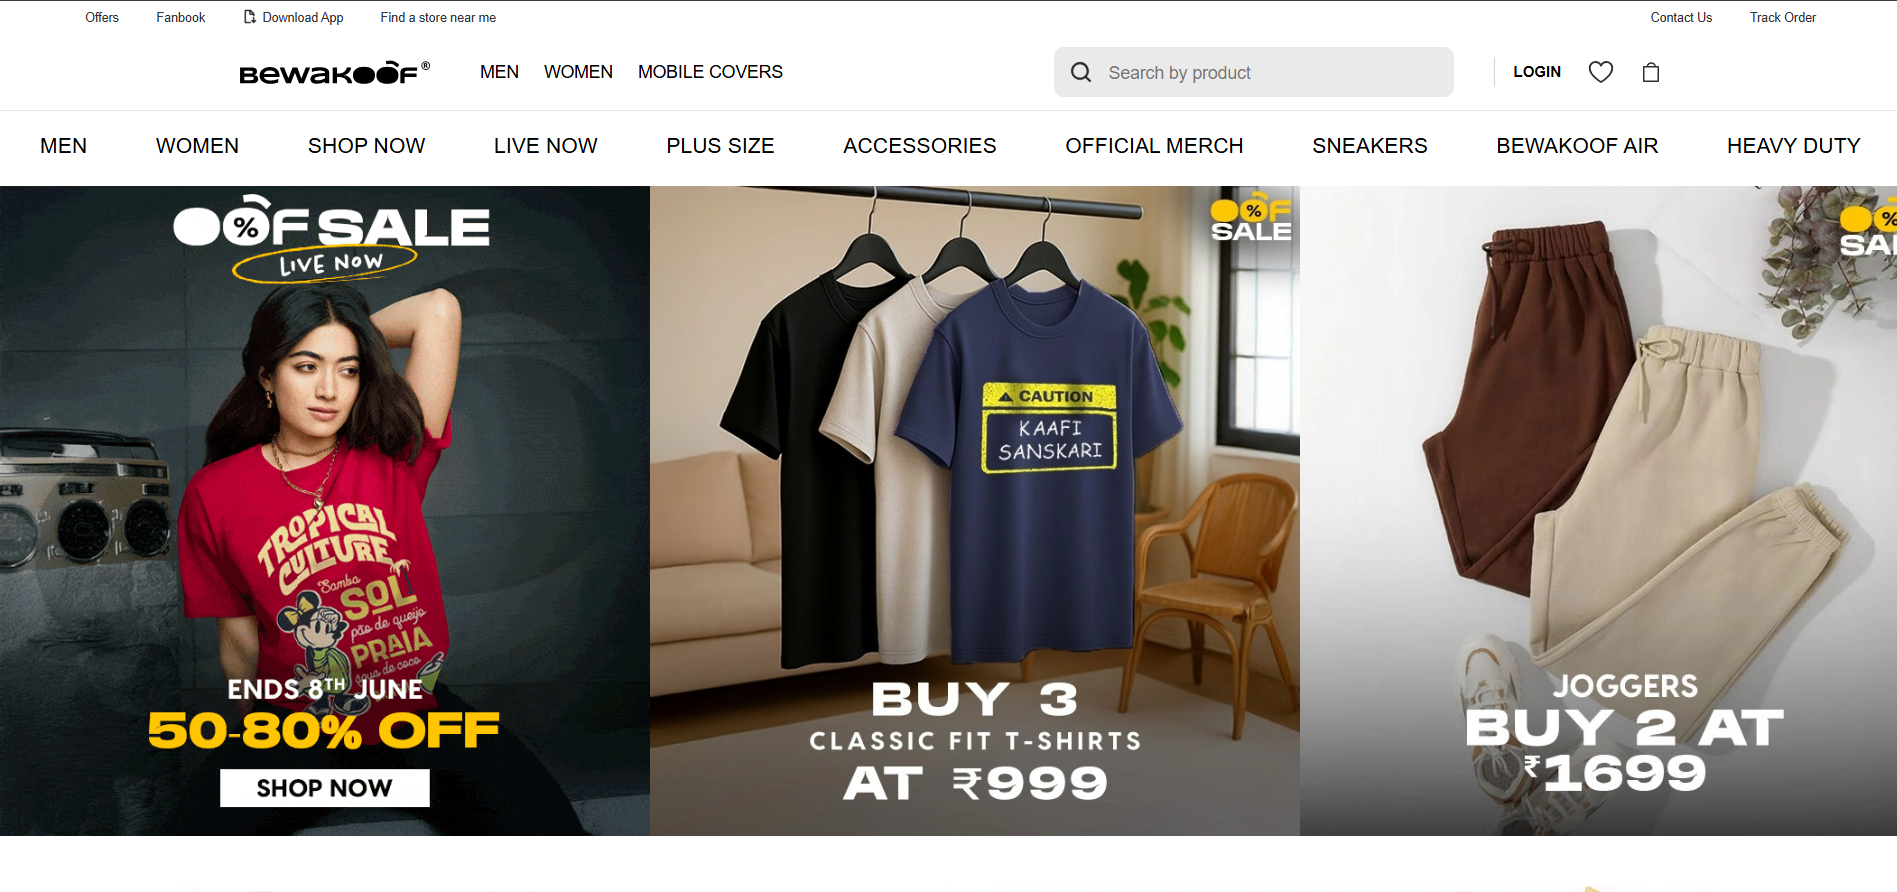 Offers Fanbook Download App Find a store near me Contact Us Track Order
BEWAKOOF® MEN WOMEN MOBILE COVERS Search by product LOGIN
MEN WOMEN SHOP NOW LIVE NOW PLUS SIZE ACCESSORIES OFFICIAL MERCH SNEAKERS BEWAKOOF AIR HEAVY DUTY
OOF SALE
%
LIVE NOW
TROPICAL
CULTURE
Samba
SOL
pão de queijo
PRAIA
água de coco
ENDS 8TH JUNE
50-80% OFF
SHOP NOW
OOF
%
SALE
CAUTION
KAAFI
SANSKARI
BUY 3
CLASSIC FIT T-SHIRTS
AT ₹999
%
SA
JOGGERS
BUY 2 AT
₹1699